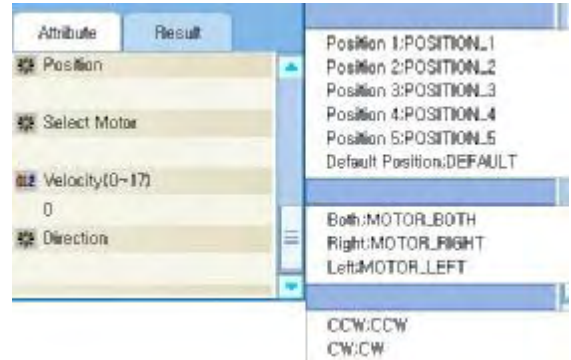 Attribute
Result
Position
Select Motor
012 Velocity(0~17)
0
Direction
Position 1:POSITION_1
Position 2:POSITION_2
Position 3:POSITION_3
Position 4:POSITION_4
Position 5:POSITION_5
Default Position:DEFAULT
Both:MOTOR_BOTH
Right:MOTOR_RIGHT
Left:MOTOR_LEFT
CCW:CCW
CW:CW